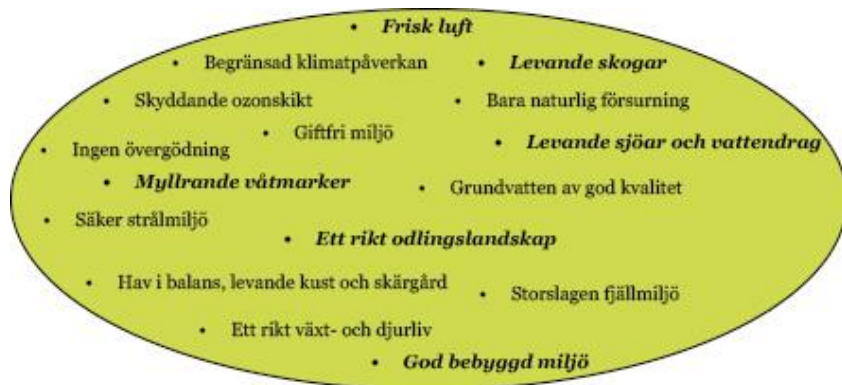 • Frisk luft
• Begränsad klimatpåverkan
• Levande skogar
• Skyddande ozonskikt
• Bara naturlig försurning
• Giftfri miljö
• Levande sjöar och vattendrag
• Ingen övergödning
• Myllrande våtmarker
• Grundvatten av god kvalitet
• Säker strålmiljö
• Ett rikt odlingslandskap
• Hav i balans, levande kust och skärgård
• Storslagen fjällmiljö
• Ett rikt växt- och djurliv
• God bebyggd miljö